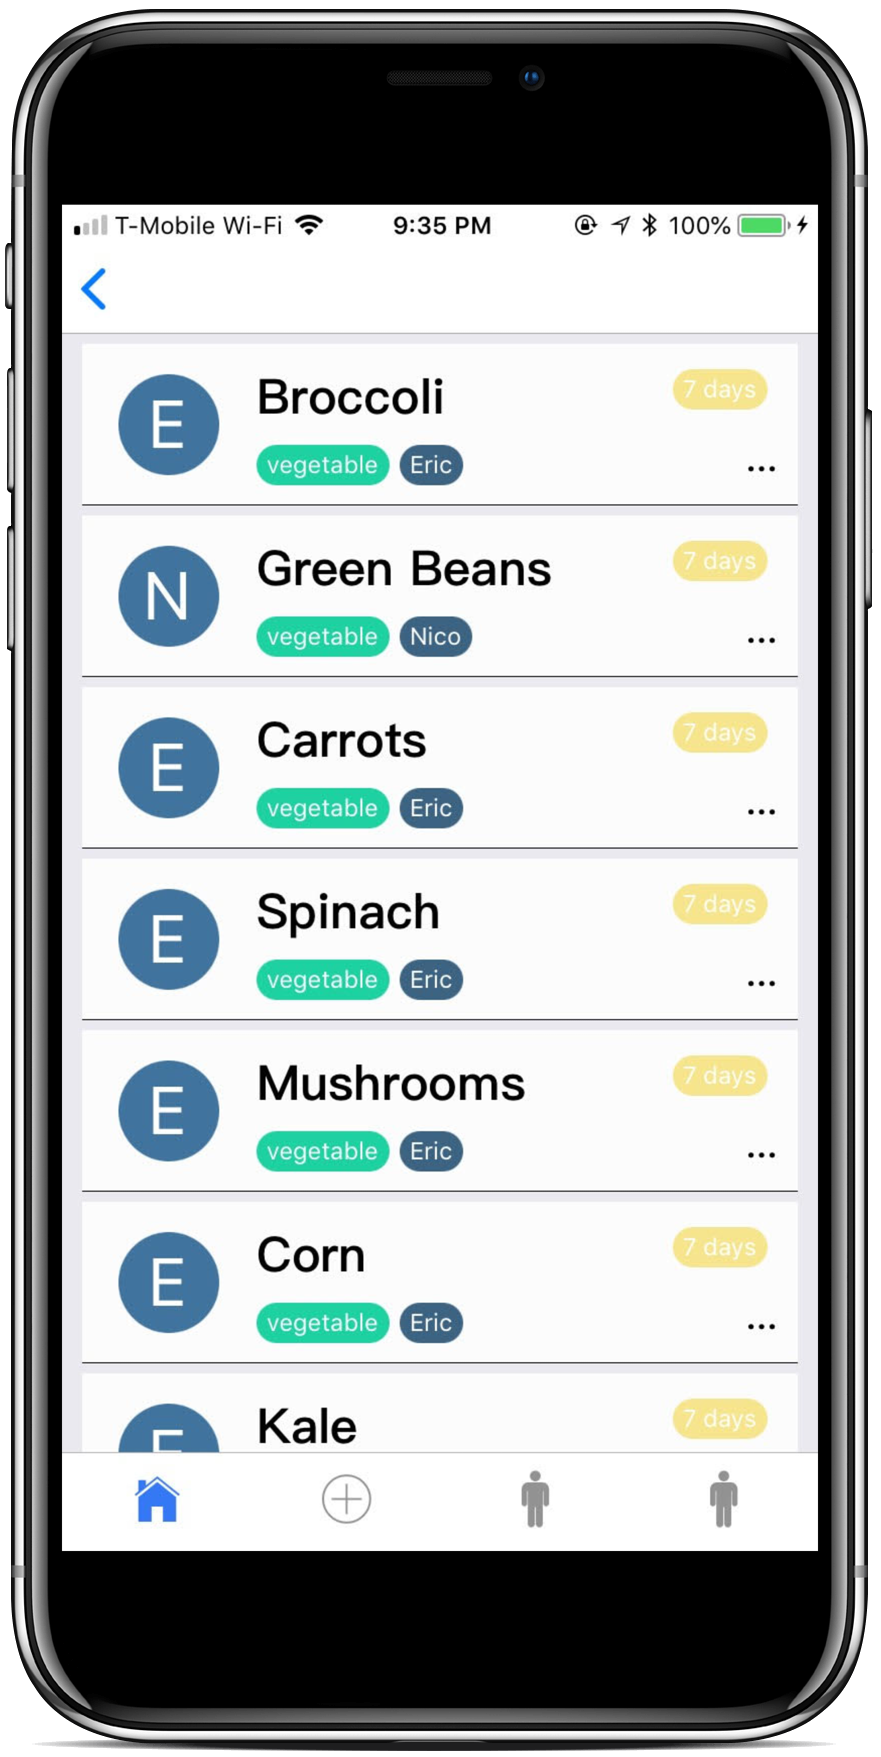 T-Mobile Wi-Fi 9:35 PM 100%
E Broccoli 7 days
vegetable Eric ...
N Green Beans 7 days
vegetable Nico ...
E Carrots 7 days
vegetable Eric ...
E Spinach 7 days
vegetable Eric ...
E Mushrooms 7 days
vegetable Eric ...
E Corn 7 days
vegetable Eric ...
E Kale 7 days